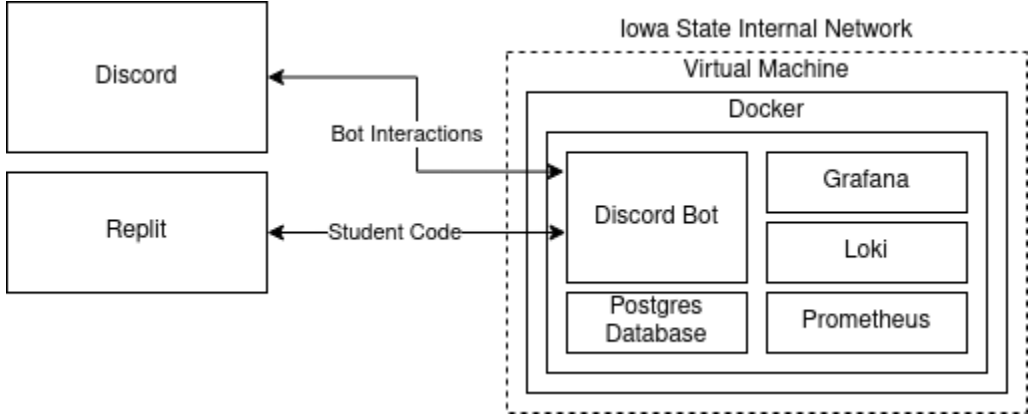 Iowa State Internal Network
Virtual Machine
Docker
Discord
Bot Interactions
Replit
Student Code
Discord Bot
Grafana
Loki
Postgres
Database
Prometheus